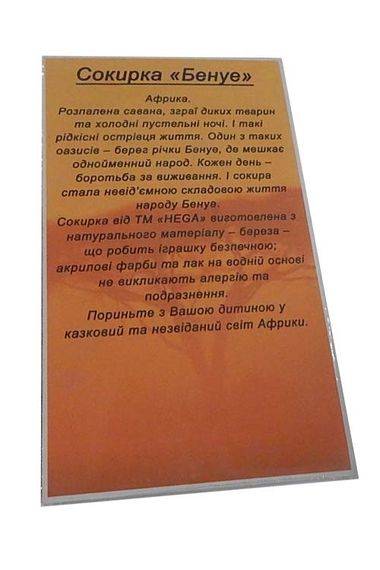 Сокирка «Бенуе»
Африка.
Розпалена савана, зграї диких тварин
та холодні пустельні ночі. І такі
рідкісні острівця життя. Один з таких
оазисів – берег річки Бенуе, де мешкає
однойменний народ. Кожен день –
боротьба за виживання. І сокира
стала невід'ємною складовою життя
народу Бенуе.
Сокирка від ТМ «HEGA» виготовлена з
натурального матеріалу – береза –
що робить іграшку безпечною;
акрилові фарби та лак на водній основі
не викликають алергію та
подразнення.
Пориньте з Вашою дитиною у
казковий та незвіданий світ Африки.